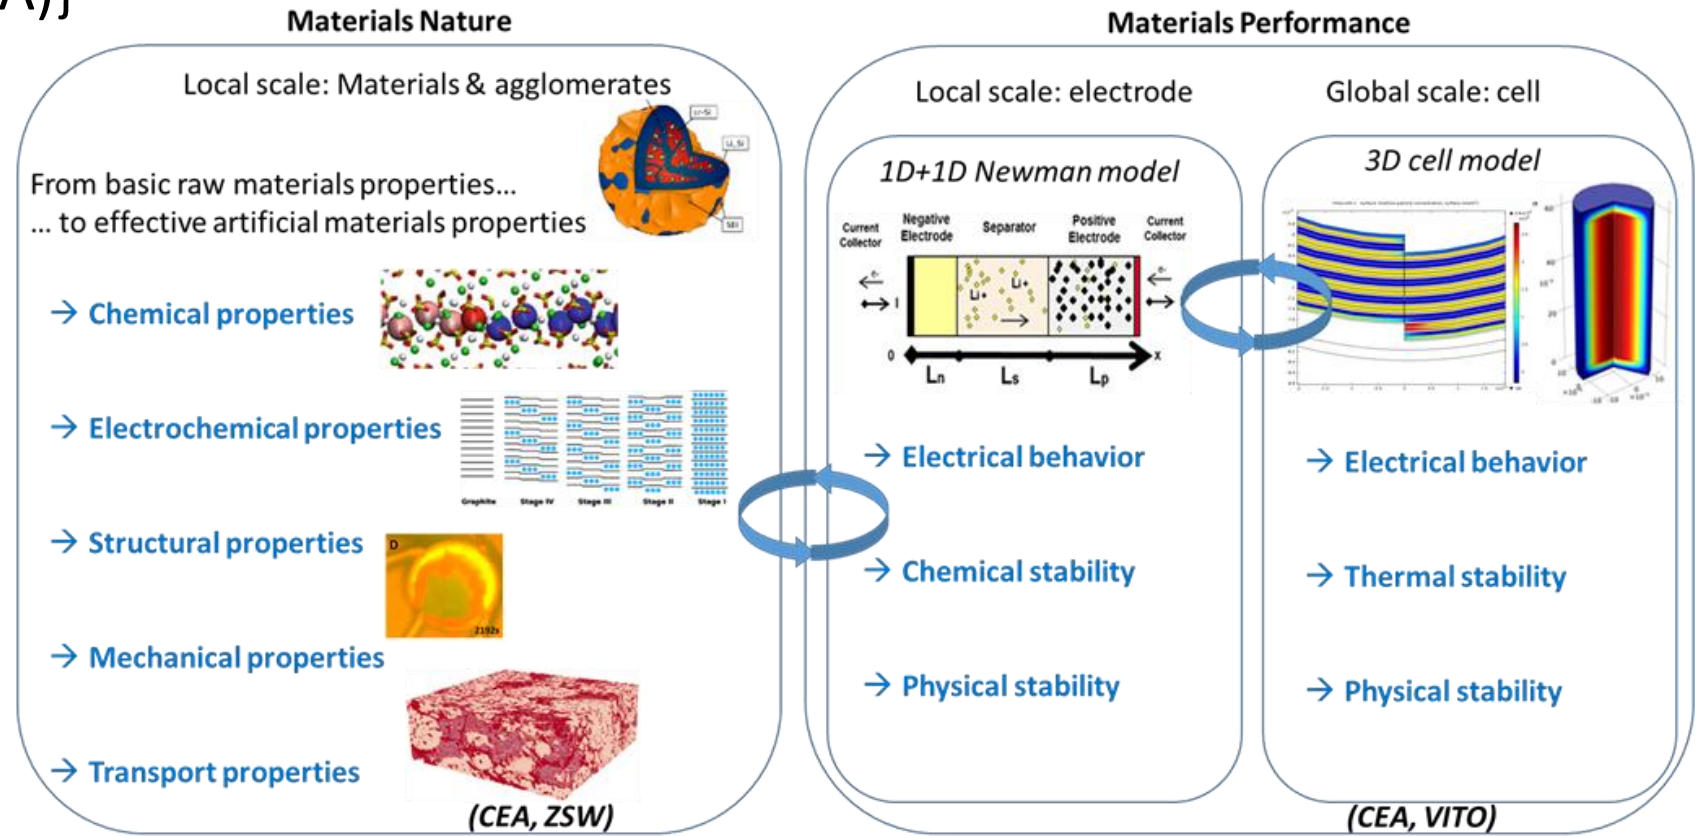 A)}
Materials Nature
Local scale: Materials & agglomerates
cr-Si
SEI
From basic raw materials properties...
... to effective artificial materials properties
→ Chemical properties
→ Electrochemical properties
Graphite Stage IV Stage III Stage II Stage I
→ Structural properties
D
2192s
→ Mechanical properties
→ Transport properties
(CEA, ZSW)
Materials Performance
Local scale: electrode
1D+1D Newman model
Current Collector
Negative Electrode
Separator
Positive Electrode
Current Collector
e-
I
Li+
Li+
e-
0
x
Ln
Ls
Lp
→ Electrical behavior
→ Chemical stability
→ Physical stability
Global scale: cell
3D cell model
→ Electrical behavior
→ Thermal stability
→ Physical stability
(CEA, VITO)